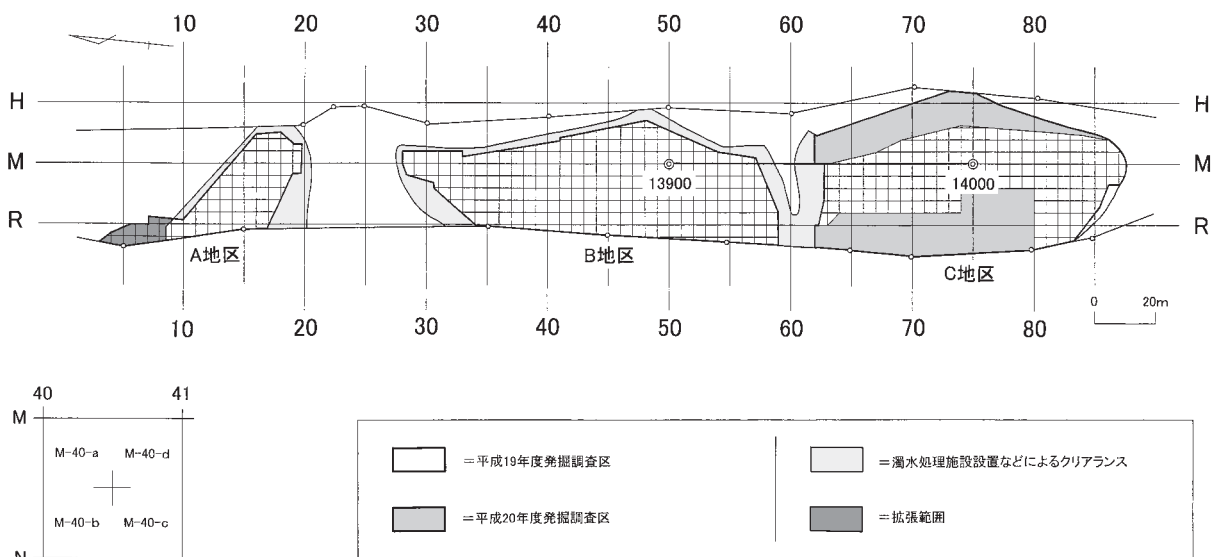 10 20 30 40 50 60 70 80
H H
M M
13900 14000
R R
A地区 B地区 C地区
0 20m
10 20 30 40 50 60 70 80
40 41
M
M-40-a M-40-d
M-40-b M-40-c
N
=平成19年度発掘調査区
=濁水処理施設設置などによるクリアランス
=平成20年度発掘調査区
=拡張範囲